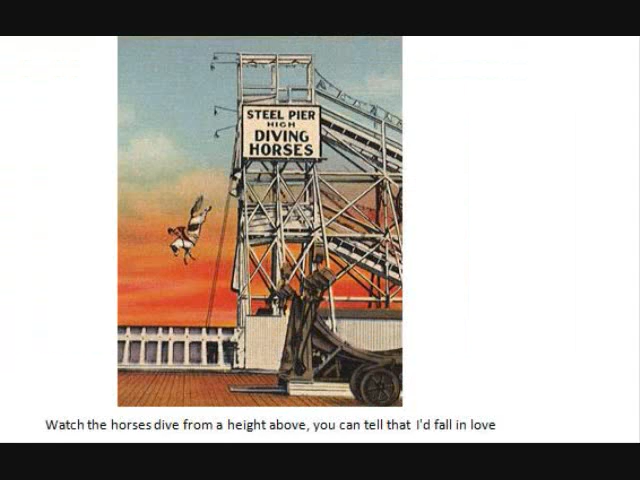 STEEL PIER
HIGH
DIVING
HORSES
Watch the horses dive from a height above, you can tell that I'd fall in love